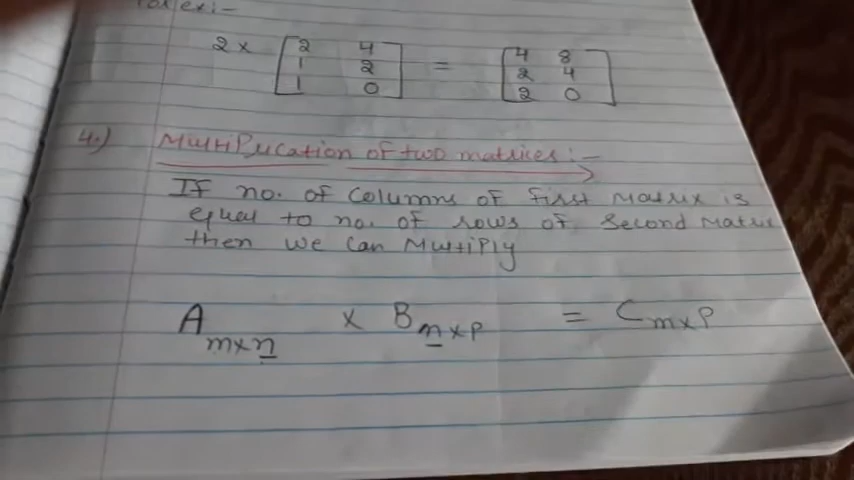 For ex:-
2 x [2 4 1 2 1 0] = [4 8 2 4 2 0]
4.) Multiplication of two matrices:-
If no. of columns of first matrix is
equal to no. of rows of second matrix
then we can multiply
A m×n × B n×p = C m×p